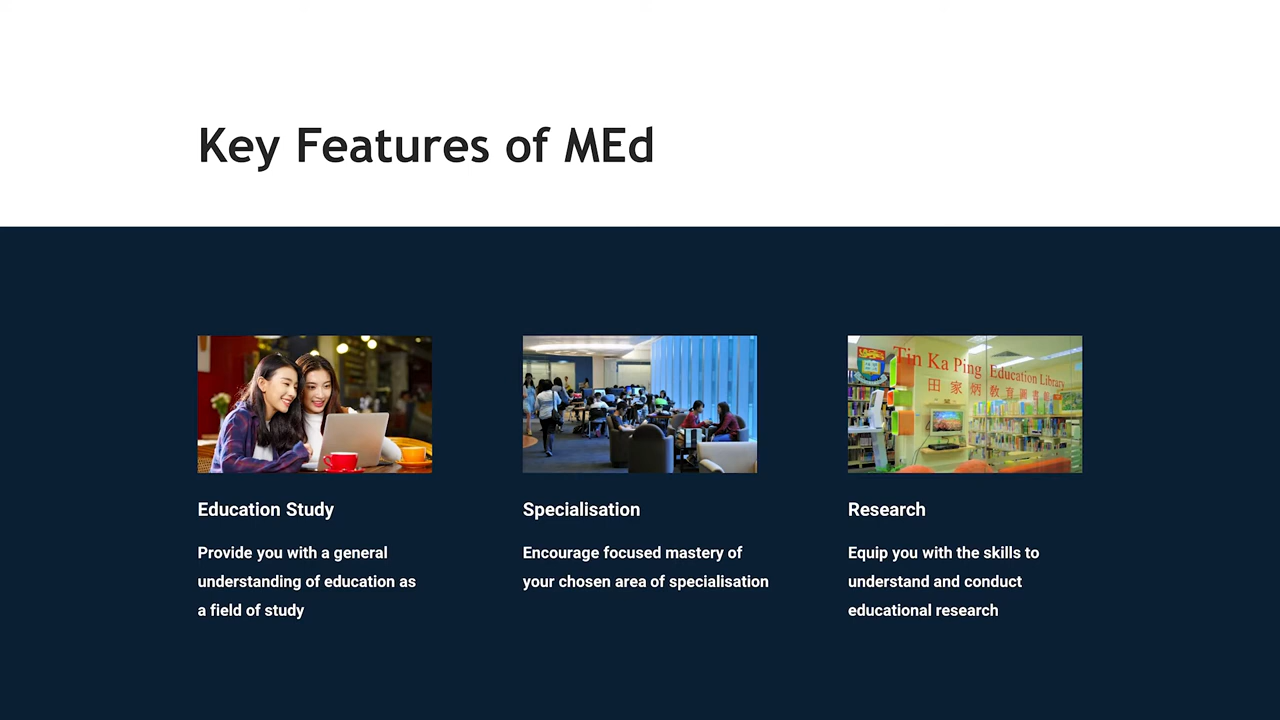 Key Features of MEd
Tin Ka Ping Education Library
田家炳教育圖書館
Education Study
Provide you with a general
understanding of education as
a field of study
Specialisation
Encourage focused mastery of
your chosen area of specialisation
Research
Equip you with the skills to
understand and conduct
educational research